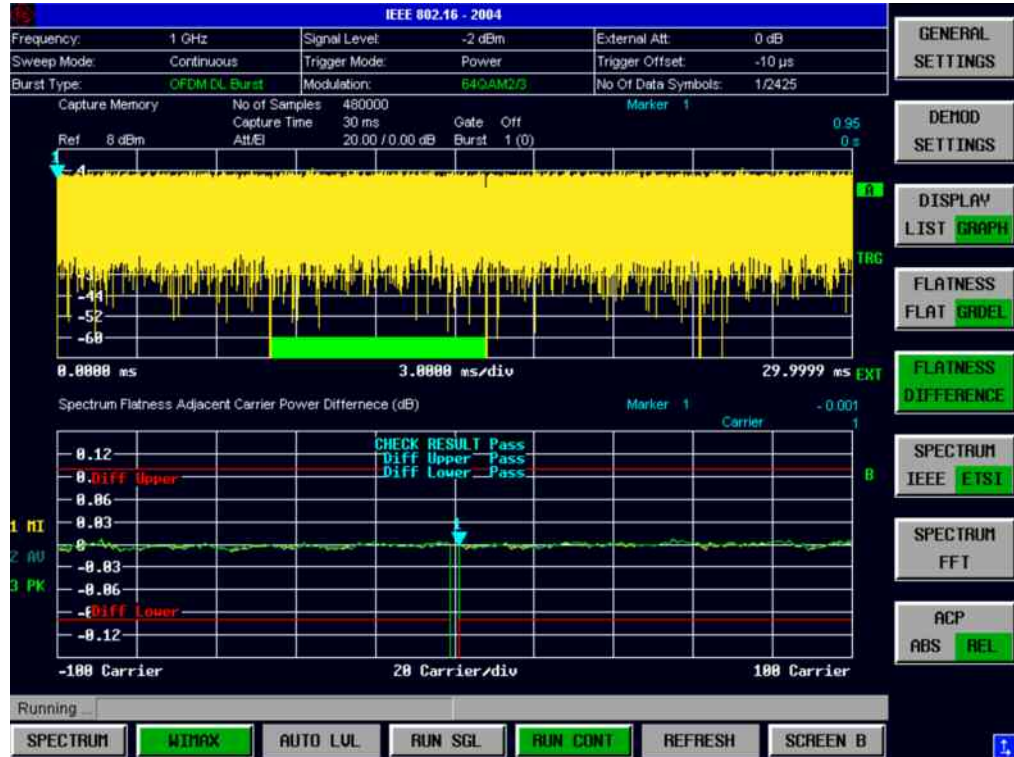 IEEE 802.16 - 2004
Frequency: 1 GHz Signal Level: -2 dBm External Att: 0 dB
Sweep Mode: Continuous Trigger Mode: Power Trigger Offset: -10 µs
Burst Type: OFDM DL Burst Modulation: 64QAM2/3 No Of Data Symbols: 1/2425
Capture Memory No of Samples 480000 Marker 1
Capture Time 30 ms Gate Off 0.95
Ref 8 dBm Att/El 20.00 / 0.00 dB Burst 1 (0) 0 s
1
-4
A
TRG
-44
-52
-60
0.0000 ms 3.0000 ms/div 29.9999 ms EXT
Spectrum Flatness Adjacent Carrier Power Differnece (dB) Marker 1 - 0.001
Carrier 1
CHECK RESULT Pass
0.12 Diff Upper Pass
0. Diff Upper Diff Lower Pass B
0.06
1 MI 0.03 1
0
2 AV -0.03
3 PK -0.06
Diff Lower
-0.12
-100 Carrier 20 Carrier/div 100 Carrier
Running ...
SPECTRUM WIMAX AUTO LVL RUN SGL RUN CONT REFRESH SCREEN B
GENERAL
SETTINGS
DEMOD
SETTINGS
DISPLAY
LIST GRAPH
FLATNESS
FLAT GRDEL
FLATNESS
DIFFERENCE
SPECTRUM
IEEE ETSI
SPECTRUM
FFT
ACP
ABS REL